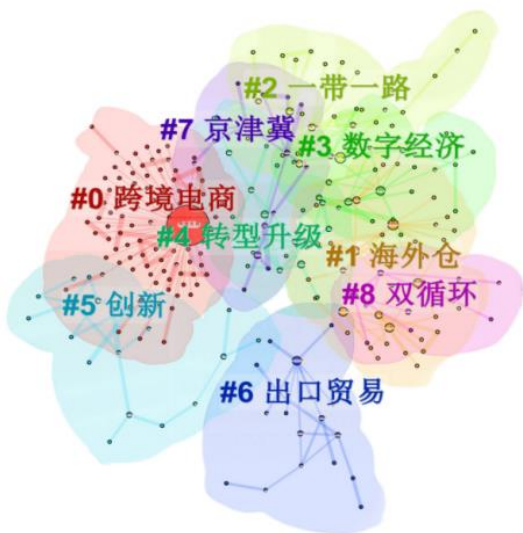 #2 一带一路
#7 京津冀
#3 数字经济
#0 跨境电商
#4 转型升级
#1 海外仓
#8 双循环
#5 创新
#6 出口贸易